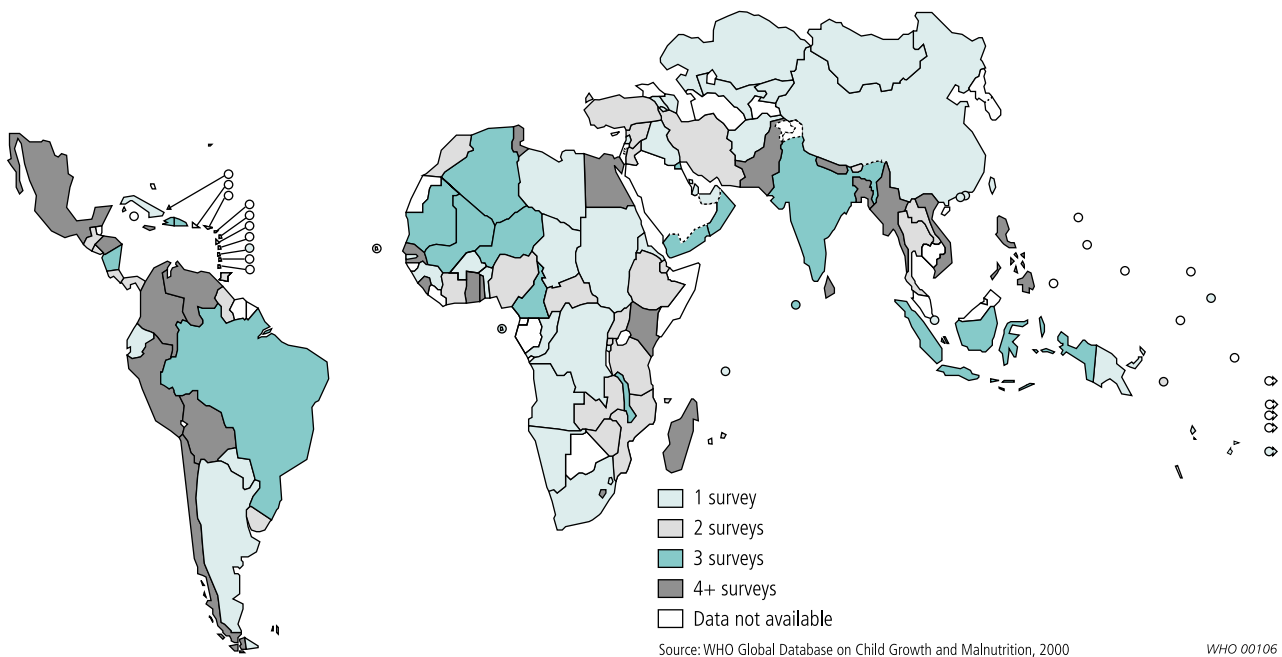 1 survey
2 surveys
3 surveys
4+ surveys
Data not available
Source: WHO Global Database on Child Growth and Malnutrition, 2000
WHO 00106